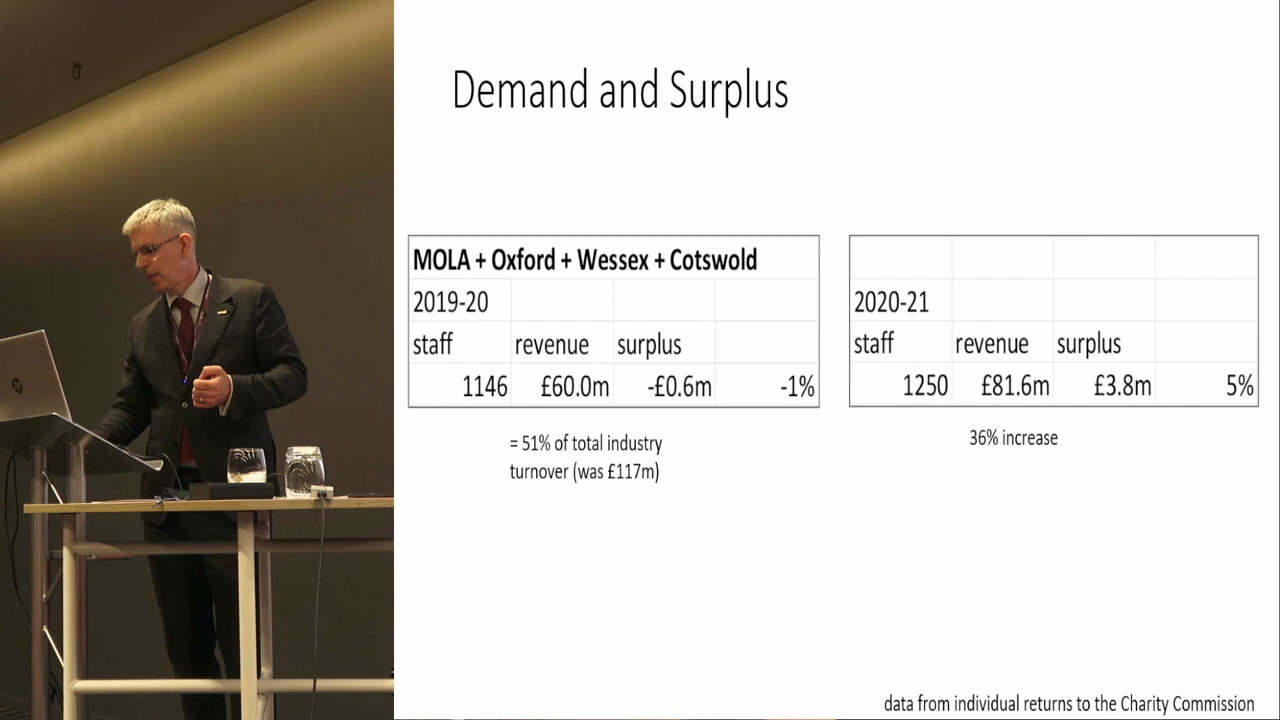 Demand and Surplus
MOLA + Oxford + Wessex + Cotswold
2019-20
staff revenue surplus
1146 £60.0m -£0.6m -1%
= 51% of total industry
turnover (was £117m)
2020-21
staff revenue surplus
1250 £81.6m £3.8m 5%
36% increase
data from individual returns to the Charity Commission
hp